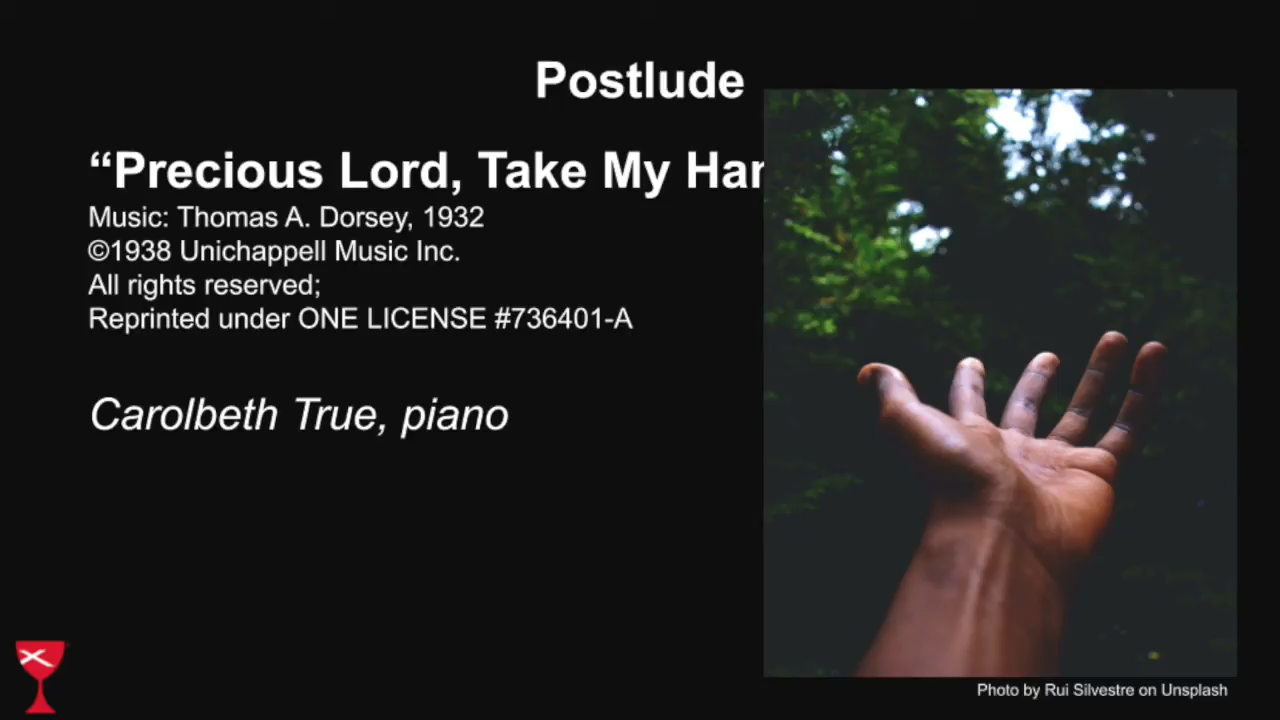 Postlude
“Precious Lord, Take My Har
Music: Thomas A. Dorsey, 1932
©1938 Unichappell Music Inc.
All rights reserved;
Reprinted under ONE LICENSE #736401-A
Carolbeth True, piano
Photo by Rui Silvestre on Unsplash